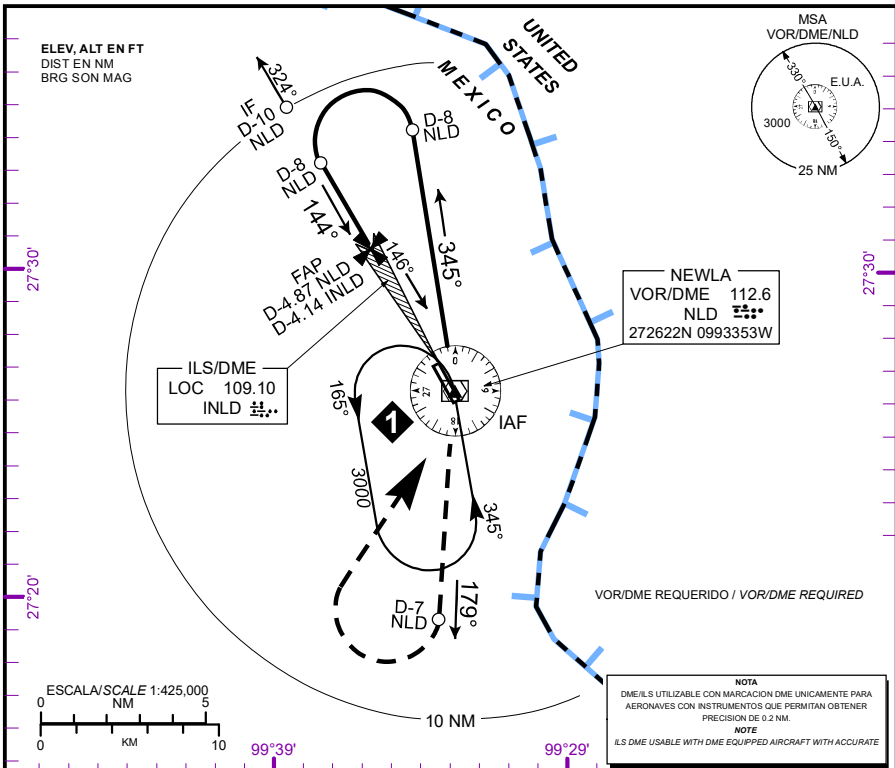 ELEV, ALT EN FT
DIST EN NM
BRG SON MAG
324°
IF
D-10
NLD
D-8
NLD
D-8
NLD
144°
146°
345°
FAP
D-4.87 NLD
D-4.14 INLD
UNITED
STATES
MEXICO
MSA
VOR/DME/NLD
330°
E.U.A.
3000
150°
25 NM
27°30'
27°30'
NEWLA
VOR/DME 112.6
NLD
272622N 0993353W
ILS/DME
LOC 109.10
INLD
0
9
18
27
IAF
165°
1
3000
345°
D-7
NLD
179°
27°20'
VOR/DME REQUERIDO / VOR/DME REQUIRED
ESCALA/SCALE 1:425,000
0 NM 5
0 KM 10
10 NM
99°39'
99°29'
NOTA
DME/ILS UTILIZABLE CON MARCACION DME UNICAMENTE PARA
AERONAVES CON INSTRUMENTOS QUE PERMITAN OBTENER
PRECISION DE 0.2 NM.
NOTE
ILS DME USABLE WITH DME EQUIPPED AIRCRAFT WITH ACCURATE